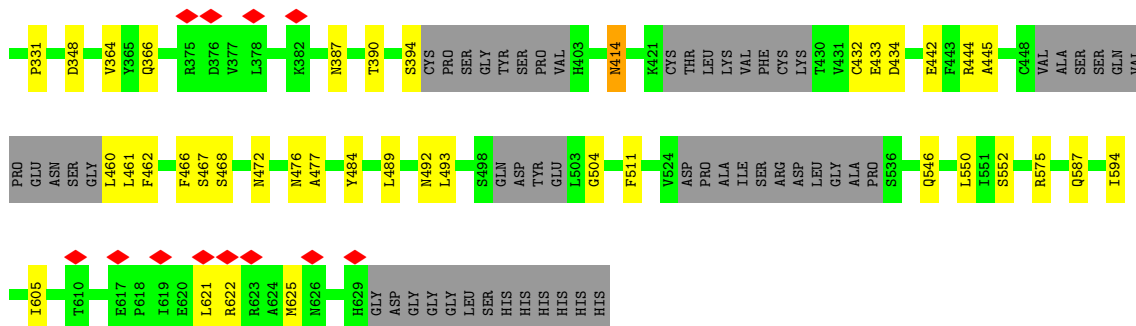 P331 D348 V364 Y365 Q366 R375 D376 V377 L378 K382 N387 T390 S394 CYS PRO SER GLY TYR SER PRO VAL H403 N414 K421 CYS THR LEU LYS VAL PHE CYS LYS T430 V431 C432 E433 D434 E442 F443 R444 A445 C448 VAL ALA SER SER GLN VAL
PRO GLU ASN SER GLY L460 L461 F462 F466 S467 S468 N472 N476 A477 Y484 L489 N492 L493 S498 GLN ASP TYR GLU L503 G504 F511 V524 ASP PRO ALA ILE SER ARG ASP LEU GLY ALA PRO S536 Q546 L550 I551 S552 R575 Q587 I594
I605 T610 E617 P618 I619 E620 L621 R622 R623 A624 M625 N626 H629 GLY ASP GLY GLY GLY LEU SER HIS HIS HIS HIS HIS HIS